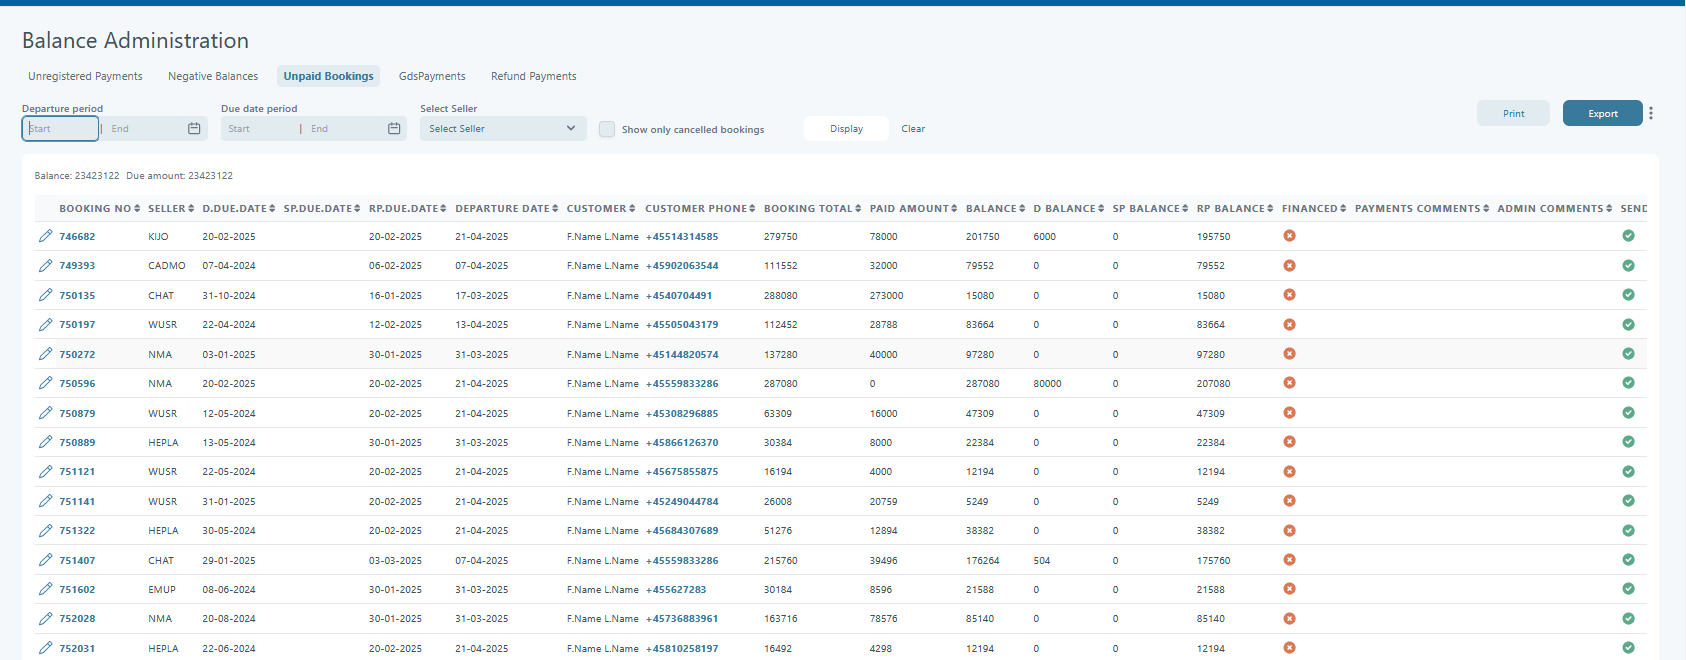 Balance Administration
Unregistered Payments Negative Balances Unpaid Bookings GdsPayments Refund Payments
Departure period Due date period Select Seller
Start | End Start | End Select Seller Show only cancelled bookings Display Clear Print Export
Balance: 23423122 Due amount: 23423122
BOOKING NO SELLER D.DUE.DATE SP.DUE.DATE RP.DUE.DATE DEPARTURE DATE CUSTOMER CUSTOMER PHONE BOOKING TOTAL PAID AMOUNT BALANCE D BALANCE SP BALANCE RP BALANCE FINANCED PAYMENTS COMMENTS ADMIN COMMENTS SEND
746682 KIJO 20-02-2025 20-02-2025 21-04-2025 F.Name L.Name +45514314585 279750 78000 201750 6000 0 195750
749393 CADMO 07-04-2024 06-02-2025 07-04-2025 F.Name L.Name +45902063544 111552 32000 79552 0 0 79552
750135 CHAT 31-10-2024 16-01-2025 17-03-2025 F.Name L.Name +4540704491 288080 273000 15080 0 0 15080
750197 WUSR 22-04-2024 12-02-2025 13-04-2025 F.Name L.Name +45505043179 112452 28788 83664 0 0 83664
750272 NMA 03-01-2025 30-01-2025 31-03-2025 F.Name L.Name +45144820574 137280 40000 97280 0 0 97280
750596 NMA 20-02-2025 20-02-2025 21-04-2025 F.Name L.Name +45559833286 287080 0 287080 80000 0 207080
750879 WUSR 12-05-2024 20-02-2025 21-04-2025 F.Name L.Name +45308296885 63309 16000 47309 0 0 47309
750889 HEPLA 13-05-2024 30-01-2025 31-03-2025 F.Name L.Name +45866126370 30384 8000 22384 0 0 22384
751121 WUSR 22-05-2024 20-02-2025 21-04-2025 F.Name L.Name +45675855875 16194 4000 12194 0 0 12194
751141 WUSR 31-01-2025 20-02-2025 21-04-2025 F.Name L.Name +45249044784 26008 20759 5249 0 0 5249
751322 HEPLA 30-05-2024 20-02-2025 21-04-2025 F.Name L.Name +45684307689 51276 12894 38382 0 0 38382
751407 CHAT 29-01-2025 03-03-2025 07-04-2025 F.Name L.Name +45559833286 215760 39496 176264 504 0 175760
751602 EMUP 08-06-2024 30-01-2025 31-03-2025 F.Name L.Name +455627283 30184 8596 21588 0 0 21588
752028 NMA 20-08-2024 30-01-2025 31-03-2025 F.Name L.Name +45736883961 163716 78576 85140 0 0 85140
752031 HEPLA 22-06-2024 20-02-2025 21-04-2025 F.Name L.Name +45810258197 16492 4298 12194 0 0 12194